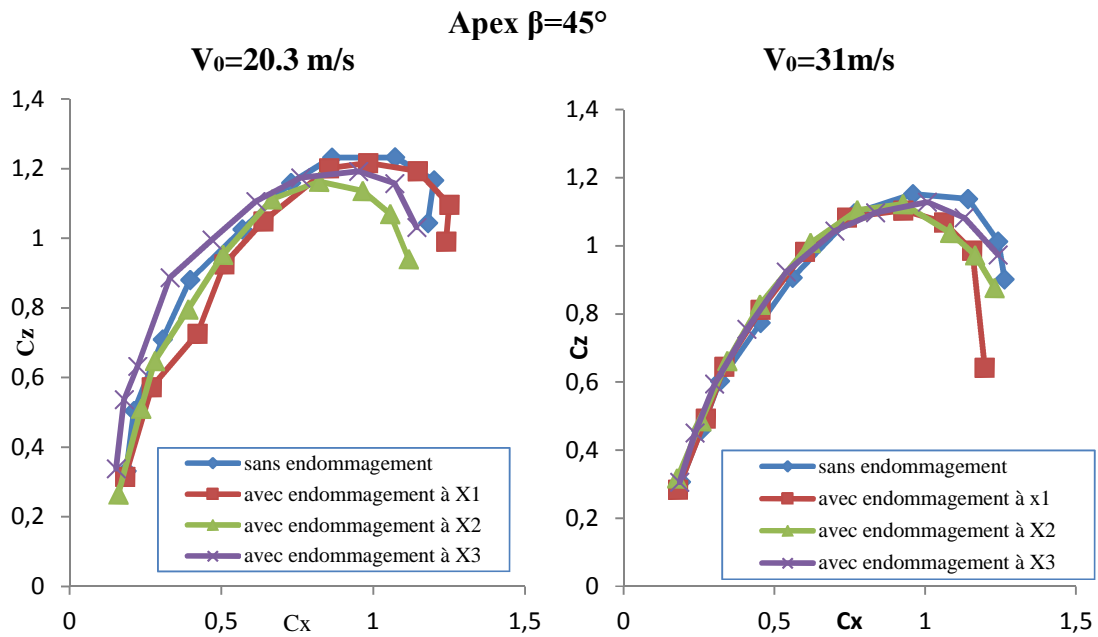 Apex β=45°
V₀=20.3 m/s
1,4
1,2
1
0,8
0,6
0,4
0,2
0
Cz
0
0,5
1
1,5
Cx
sans endommagement
avec endommagement à X1
avec endommagement à X2
avec endommagement à X3
V₀=31m/s
1,4
1,2
1
0,8
0,6
0,4
0,2
0
Cz
0
0,5
1
1,5
Cx
sans endommagement
avec endommagement à x1
avec endommagement à X2
avec endommagement à X3